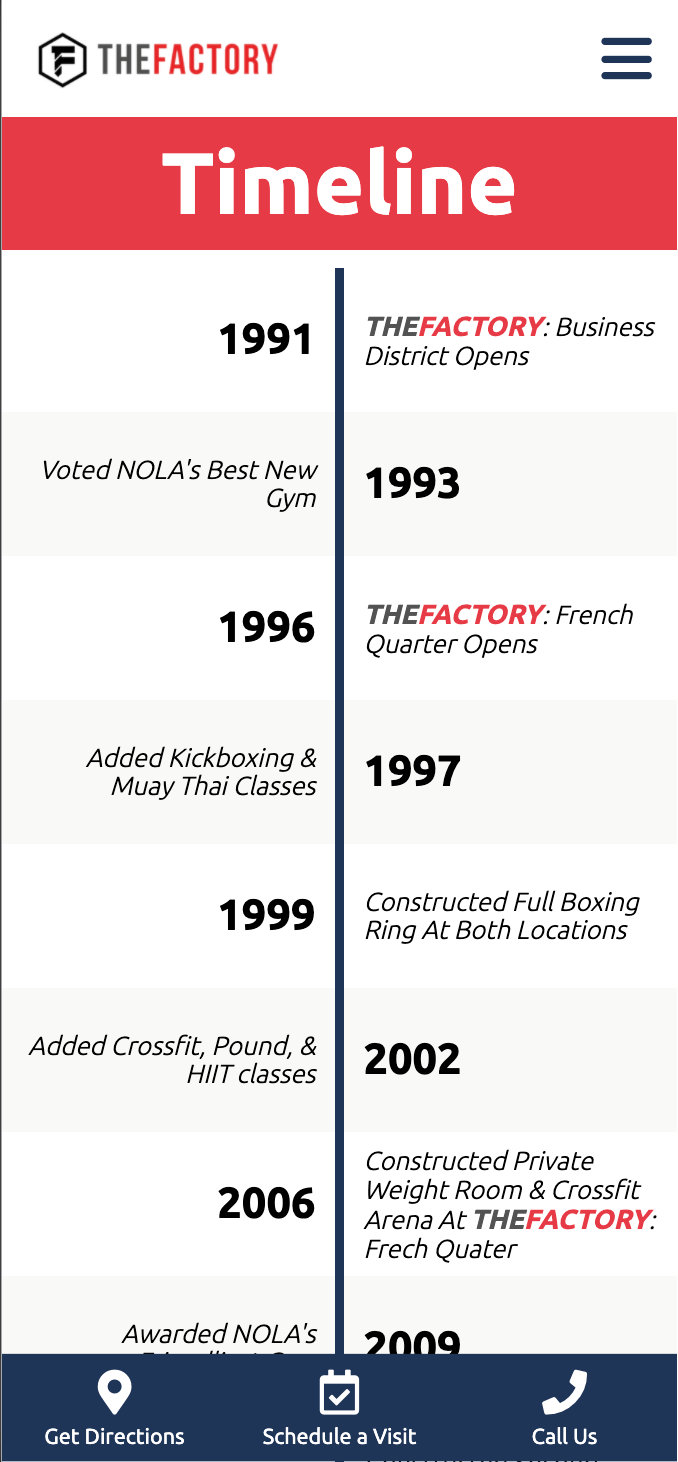 THEFACTORY
Timeline
1991
THEFACTORY: Business
District Opens
Voted NOLA's Best New
Gym
1993
1996
THEFACTORY: French
Quarter Opens
Added Kickboxing &
Muay Thai Classes
1997
1999
Constructed Full Boxing
Ring At Both Locations
Added Crossfit, Pound, &
HIIT classes
2002
2006
Constructed Private
Weight Room & Crossfit
Arena At THEFACTORY:
Frech Quater
Awarded NOLA's
2009
Get Directions
Schedule a Visit
Call Us